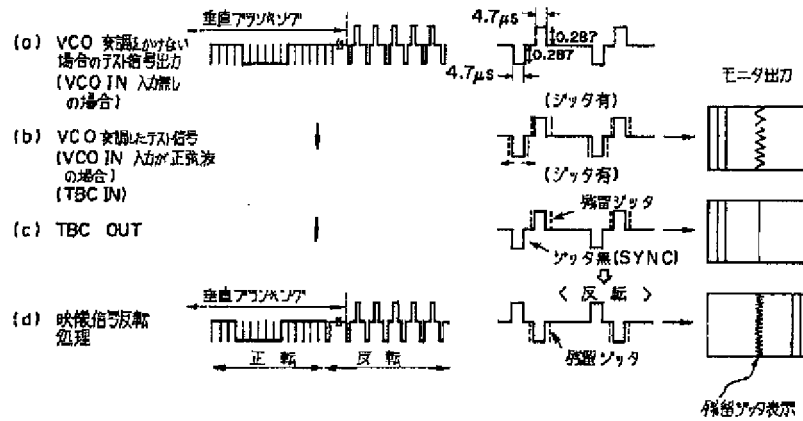 (a) VCO 変調をかけない
場合のテスト信号出力
(VCO IN 入力無し
の場合)
垂直ブランキング
4.7μs
0.287
0.287
4.7μs
モニタ出力
(b) VCO 変調したテスト信号
(VCO IN 入力が正弦波
の場合)
(TBC IN)
(ジッタ有)
(ジッタ有)
(c) TBC OUT
残留ジッタ
ジッタ無(SYNC)
< 反 転 >
(d) 映像信号反転
処理
垂直ブランキング
正 転
反 転
残留ジッタ
残留ジッタ表示